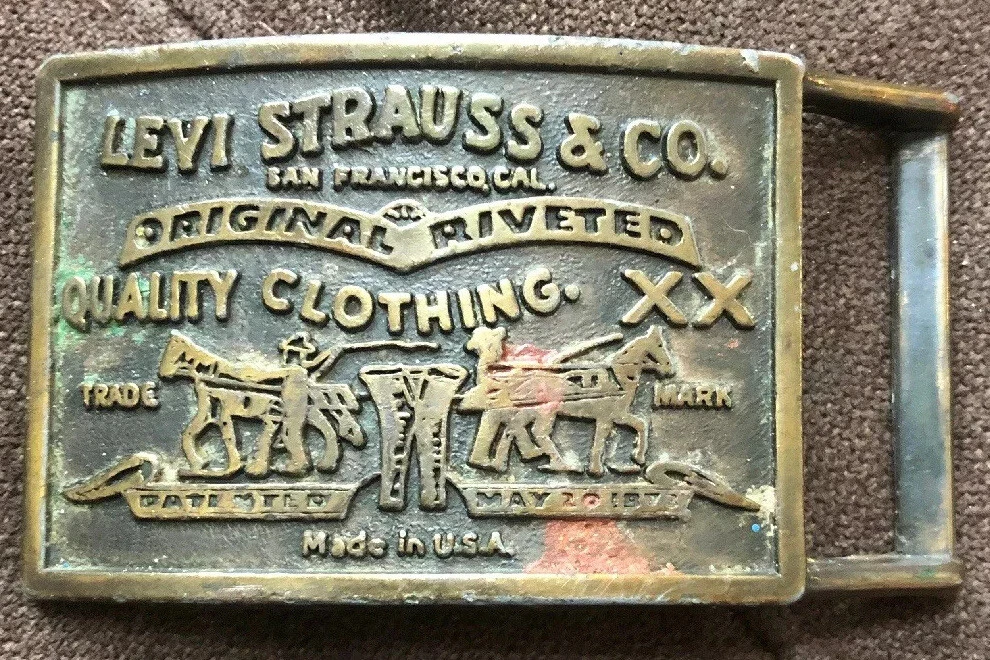 LEVI STRAUSS & CO.
SAN FRANCISCO, CAL.
ORIGINAL RIVETED
QUALITY CLOTHING. XX
TRADE MARK
PATENTED MAY 20 1873
Made in U.S.A.